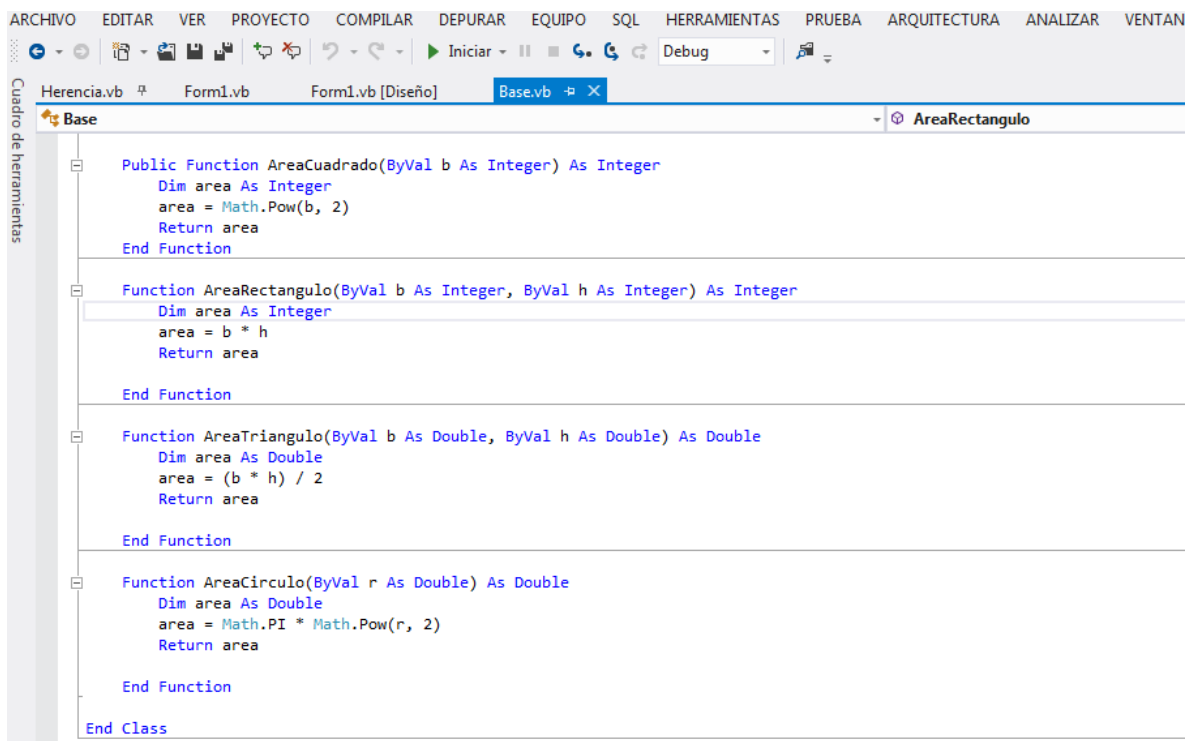 ARCHIVO EDITAR VER PROYECTO COMPILAR DEPURAR EQUIPO SQL HERRAMIENTAS PRUEBA ARQUITECTURA ANALIZAR VENTAN
Iniciar Debug
Cuadro de herramientas
Herencia.vb Form1.vb Form1.vb [Diseño] Base.vb
Base AreaRectangulo
Public Function AreaCuadrado(ByVal b As Integer) As Integer
Dim area As Integer
area = Math.Pow(b, 2)
Return area
End Function
Function AreaRectangulo(ByVal b As Integer, ByVal h As Integer) As Integer
Dim area As Integer
area = b * h
Return area
End Function
Function AreaTriangulo(ByVal b As Double, ByVal h As Double) As Double
Dim area As Double
area = (b * h) / 2
Return area
End Function
Function AreaCirculo(ByVal r As Double) As Double
Dim area As Double
area = Math.PI * Math.Pow(r, 2)
Return area
End Function
End Class